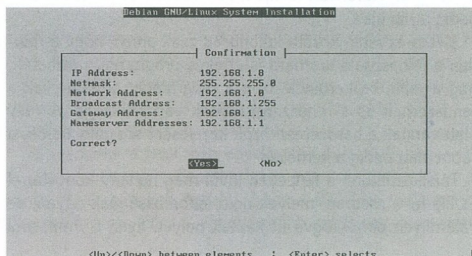 Debian GNU/Linux System Installation
Confirmation
IP Address: 192.168.1.8
Netmask: 255.255.255.0
Network Address: 192.168.1.0
Broadcast Address: 192.168.1.255
Gateway Address: 192.168.1.1
Nameserver Addresses: 192.168.1.1
Correct?
<Yes> <No>
<Up>/<Down> between elements ; <Enter> selects